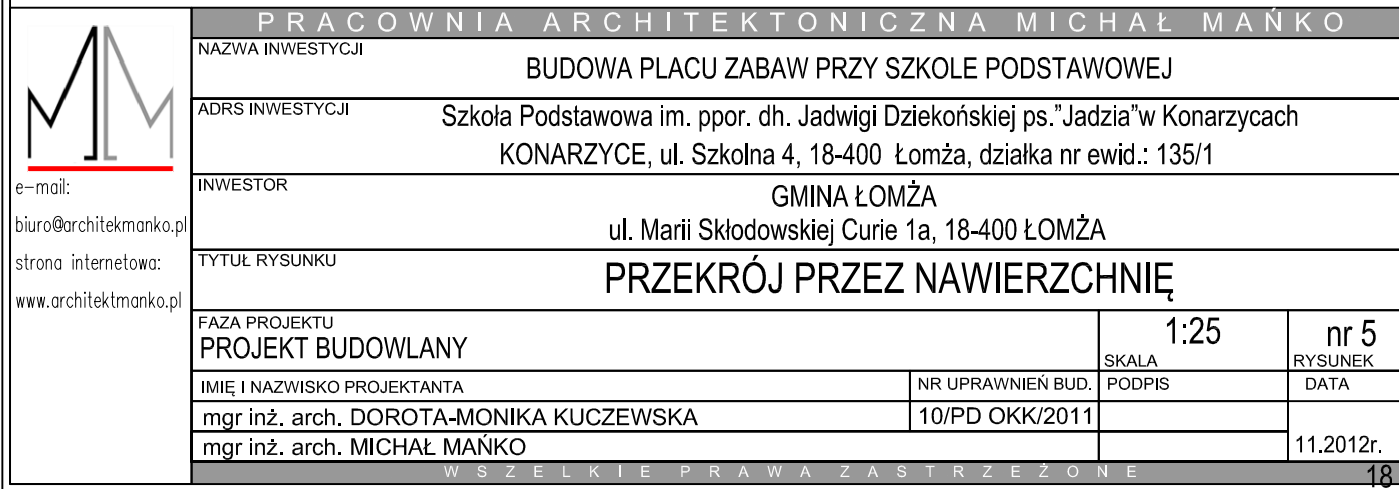 PRACOWNIA ARCHITEKTONICZNA MICHAŁ MAŃKO
NAZWA INWESTYCJI
BUDOWA PLACU ZABAW PRZY SZKOLE PODSTAWOWEJ
ADRS INWESTYCJI
Szkoła Podstawowa im. ppor. dh. Jadwigi Dziekońskiej ps."Jadzia"w Konarzycach
KONARZYCE, ul. Szkolna 4, 18-400 Łomża, działka nr ewid.: 135/1
e-mail:
biuro@architekmanko.pl
strona internetowa:
www.architektmanko.pl
INWESTOR
GMINA ŁOMŻA
ul. Marii Skłodowskiej Curie 1a, 18-400 ŁOMŻA
TYTUŁ RYSUNKU
PRZEKRÓJ PRZEZ NAWIERZCHNIĘ
FAZA PROJEKTU
PROJEKT BUDOWLANY
1:25
SKALA
nr 5
RYSUNEK
IMIĘ I NAZWISKO PROJEKTANTA
NR UPRAWNIEŃ BUD.
PODPIS
DATA
mgr inż. arch. DOROTA-MONIKA KUCZEWSKA
10/PD OKK/2011
mgr inż. arch. MICHAŁ MAŃKO
11.2012r.
WSZELKIE PRAWA ZASTRZEŻONE
18